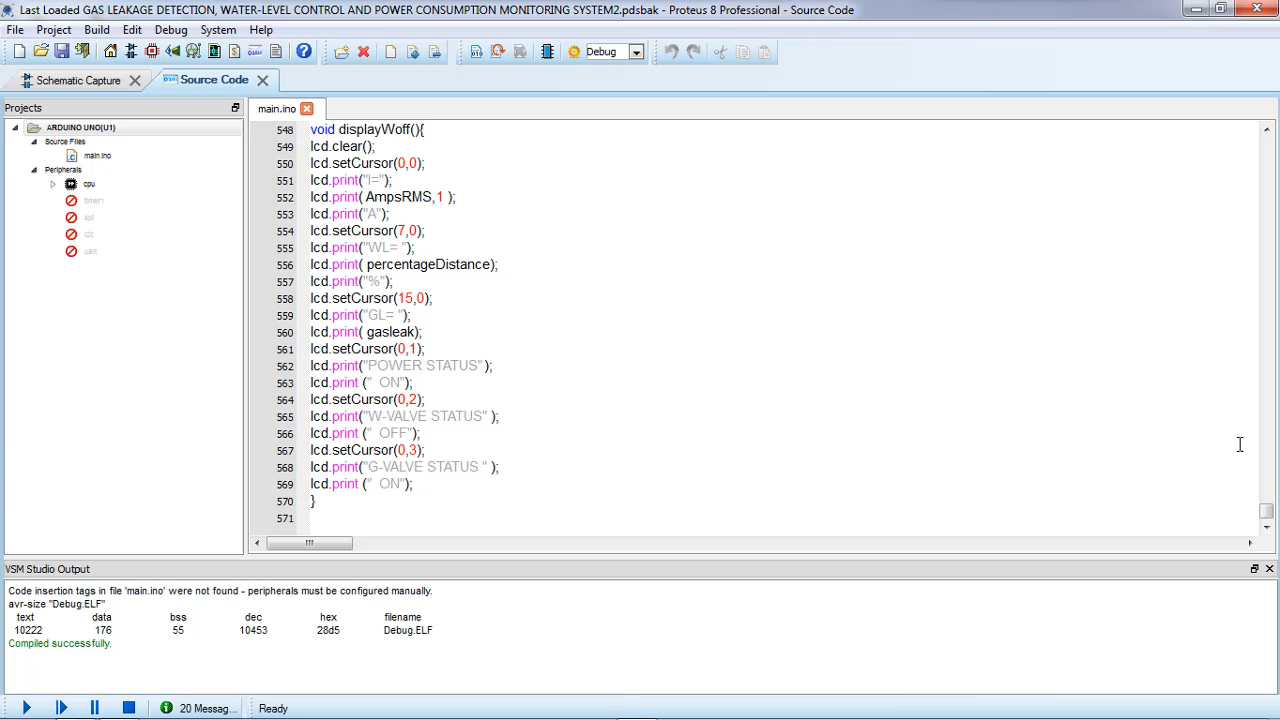 Last Loaded GAS LEAKAGE DETECTION, WATER-LEVEL CONTROL AND POWER CONSUMPTION MONITORING SYSTEM2.pdsbak - Proteus 8 Professional - Source Code
File Project Build Edit Debug System Help
Debug
Schematic Capture Source Code
Projects main.ino
ARDUINO UNO(U1)
Source Files
main.ino
Peripherals
cpu
timer1
spi
i2c
uart
548 void displayWoff(){
549 lcd.clear();
550 lcd.setCursor(0,0);
551 lcd.print("I=");
552 lcd.print( AmpsRMS,1 );
553 lcd.print("A");
554 lcd.setCursor(7,0);
555 lcd.print("WL= ");
556 lcd.print( percentageDistance);
557 lcd.print("%");
558 lcd.setCursor(15,0);
559 lcd.print("GL= ");
560 lcd.print( gasleak);
561 lcd.setCursor(0,1);
562 lcd.print("POWER STATUS" );
563 lcd.print ("  ON");
564 lcd.setCursor(0,2);
565 lcd.print("W-VALVE STATUS" );
566 lcd.print ("  OFF");
567 lcd.setCursor(0,3);
568 lcd.print("G-VALVE STATUS " );
569 lcd.print ("  ON");
570 }
571
VSM Studio Output
Code insertion tags in file 'main.ino' were not found - peripherals must be configured manually.
avr-size "Debug.ELF"
text data bss dec hex filename
10222 176 55 10453 28d5 Debug.ELF
Compiled successfully.
20 Messag... Ready